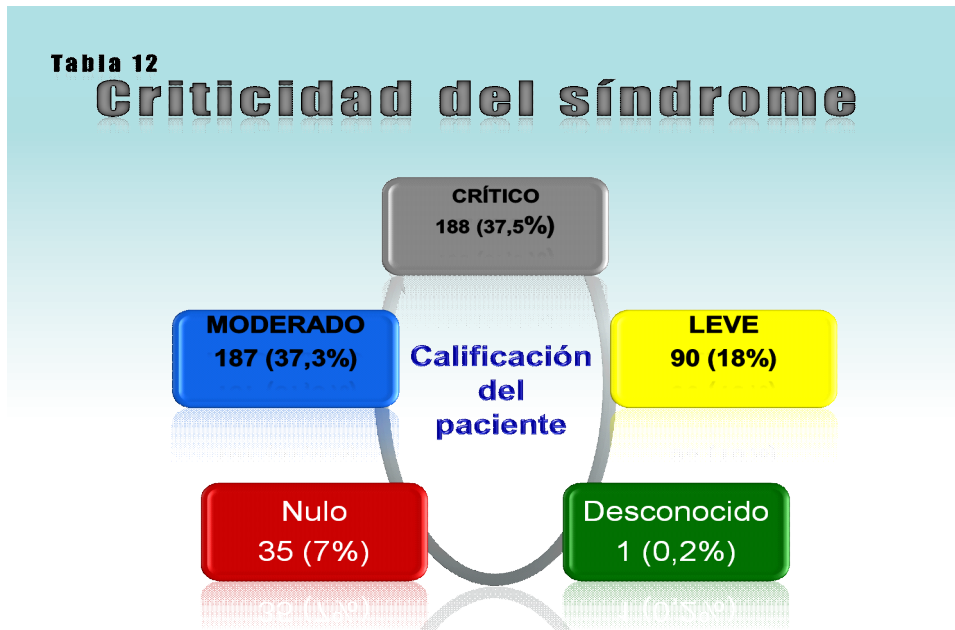 Tabla 12
Criticidad del síndrome
CRÍTICO
188 (37,5%)
MODERADO
187 (37,3%)
LEVE
90 (18%)
Calificación
del
paciente
Nulo
35 (7%)
Desconocido
1 (0,2%)